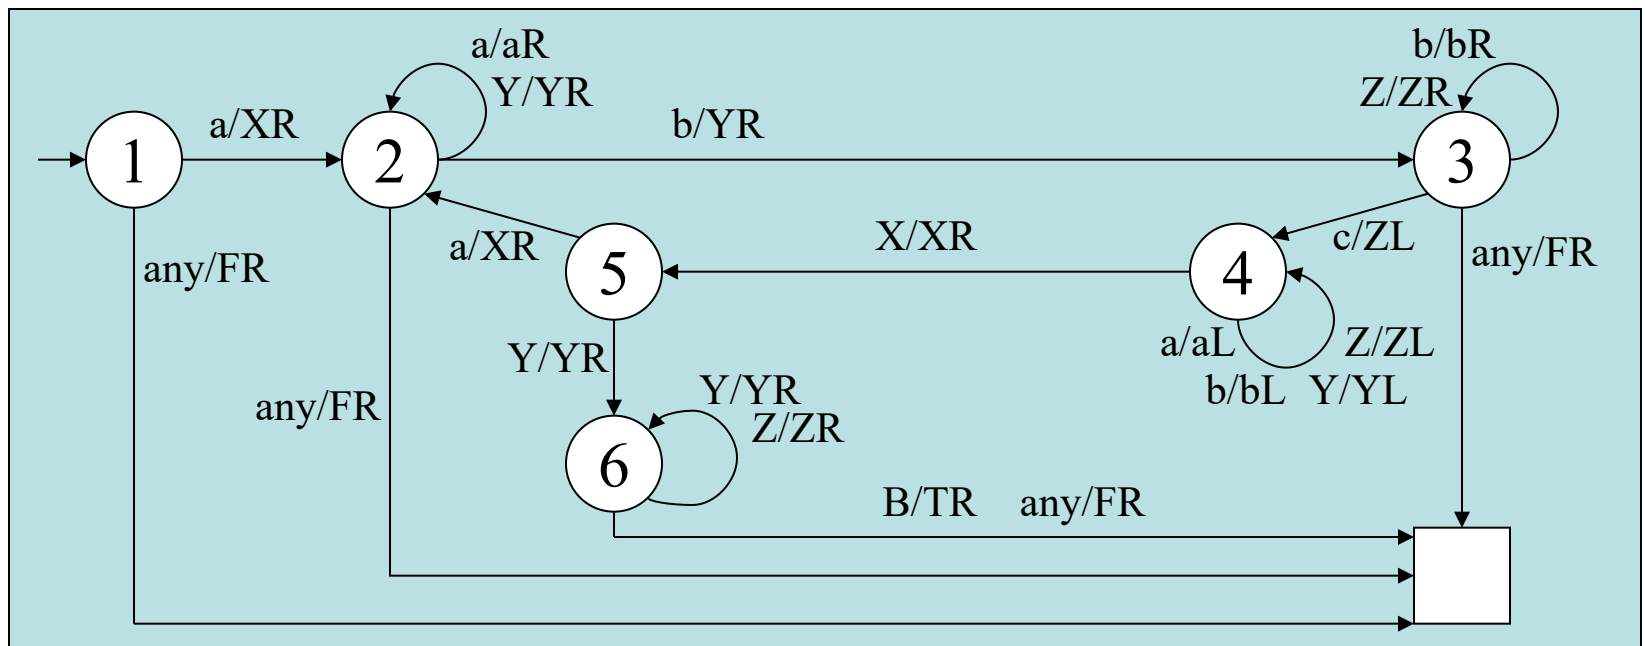 a/aR
b/bR
Y/YR
Z/ZR
a/XR
b/YR
1
2
3
a/XR
X/XR
c/ZL
any/FR
any/FR
5
4
Y/YR
a/aL
Z/ZL
any/FR
Y/YR
b/bL Y/YL
Z/ZR
6
B/TR any/FR